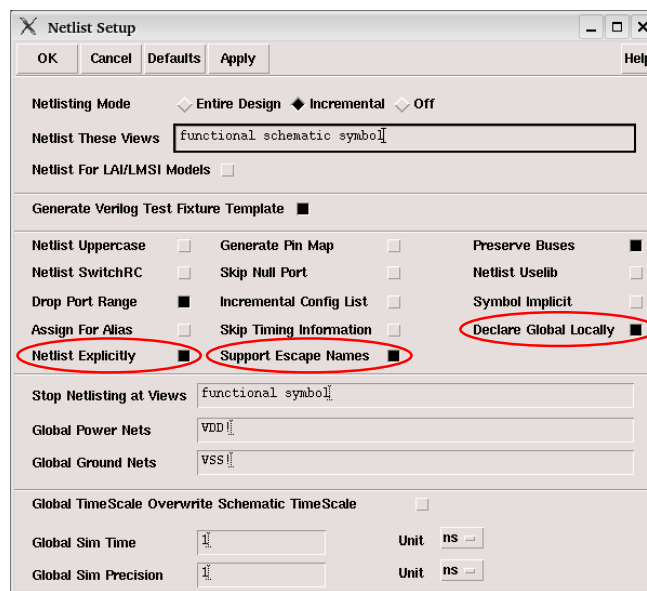 Netlist Setup
OK Cancel Defaults Apply Help
Netlisting Mode Entire Design Incremental Off
Netlist These Views functional schematic symbol
Netlist For LAI/LMSI Models
Generate Verilog Test Fixture Template
Netlist Uppercase Generate Pin Map Preserve Buses
Netlist SwitchRC Skip Null Port Netlist Uselib
Drop Port Range Incremental Config List Symbol Implicit
Assign For Alias Skip Timing Information Declare Global Locally
Netlist Explicitly Support Escape Names
Stop Netlisting at Views functional symbol
Global Power Nets VDD!
Global Ground Nets VSS!
Global TimeScale Overwrite Schematic TimeScale
Global Sim Time 1 Unit ns
Global Sim Precision 1 Unit ns